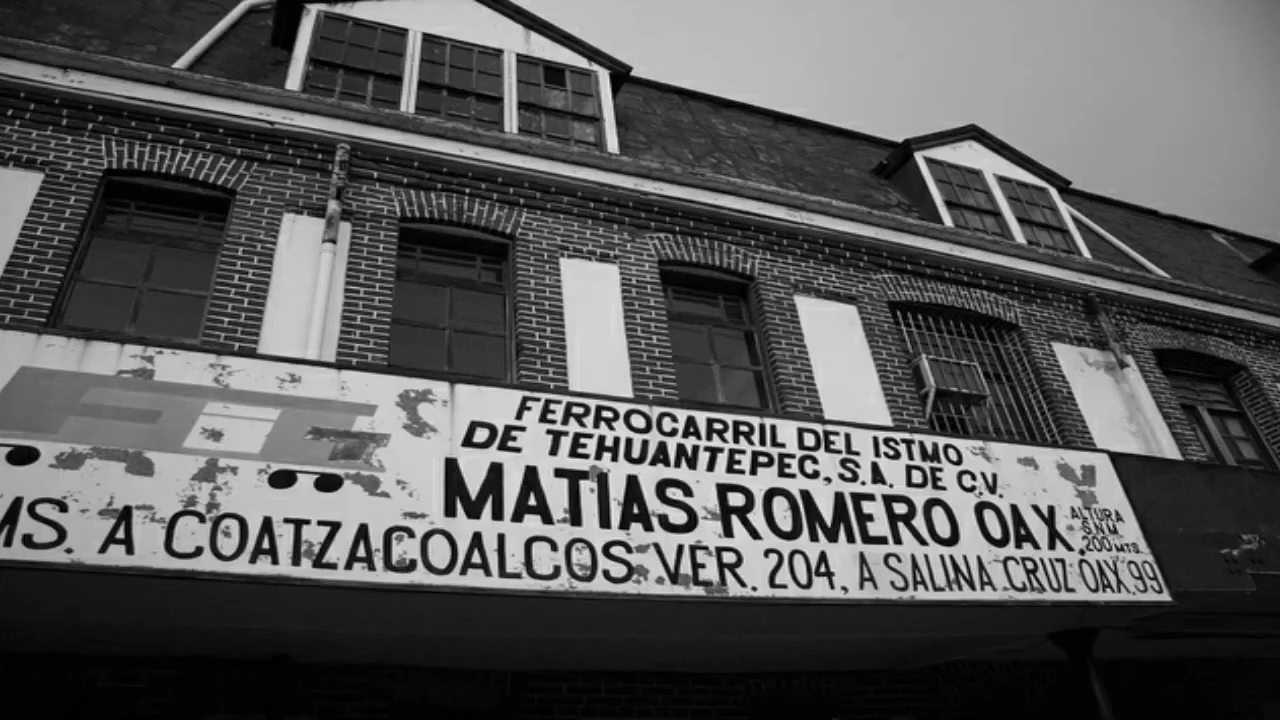 FERROCARRIL DEL ISTMO
DE TEHUANTEPEC, S.A. DE C.V.
MATIAS ROMERO OAX.
ALTURA
S.N.M.
200 MTS.
MS. A COATZACOALCOS VER. 204, A SALINA CRUZ OAX. 99